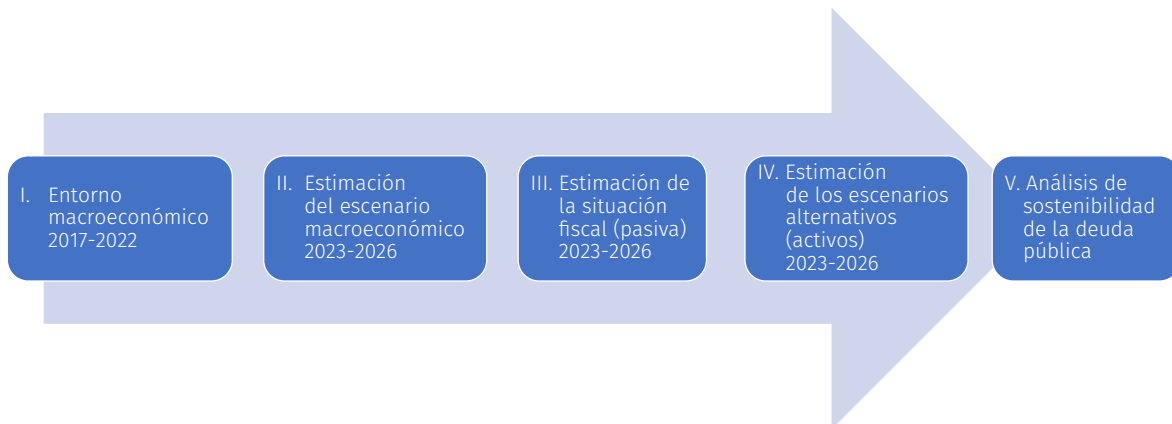 I. Entorno
macroeconómico
2017-2022
II. Estimación
del escenario
macroeconómico
2023-2026
III. Estimación de
la situación
fiscal (pasiva)
2023-2026
IV. Estimación
de los escenarios
alternativos
(activos)
2023-2026
V. Análisis de
sostenibilidad
de la deuda
pública